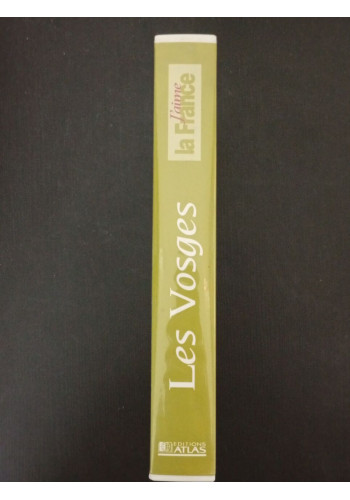 J'aime
la France
Les Vosges
EDITIONS
ATLAS